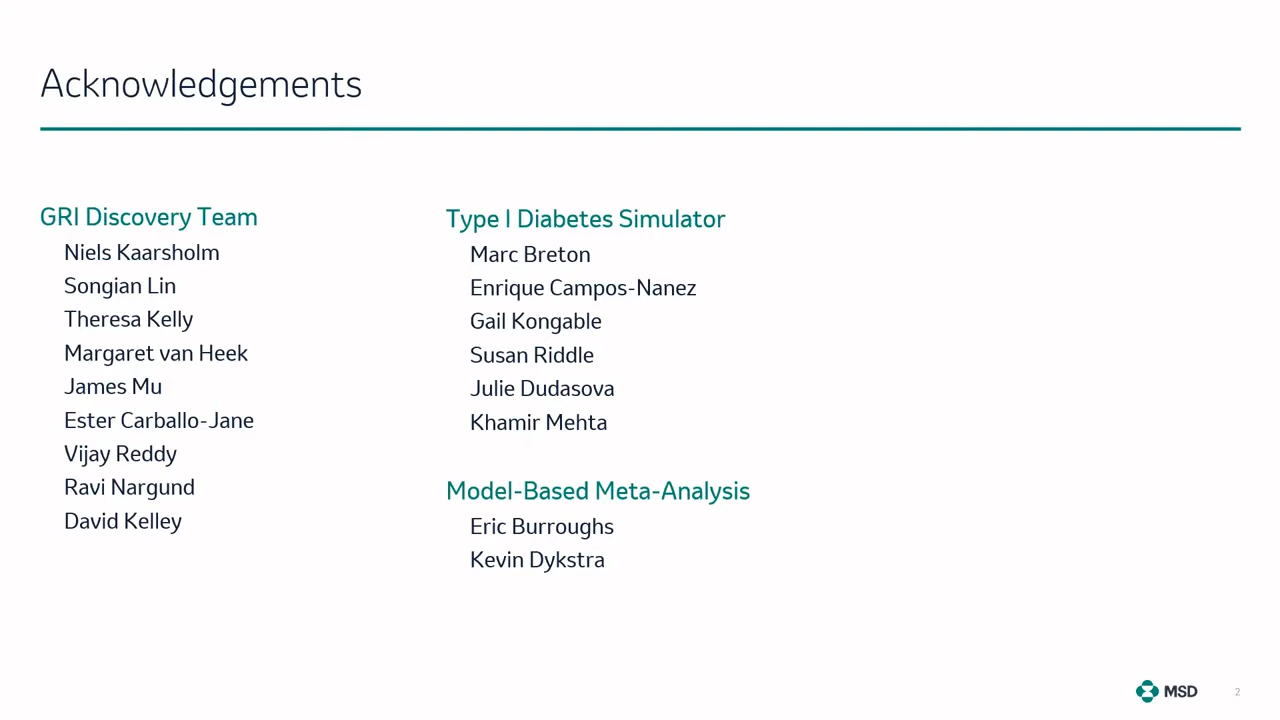 Acknowledgements
GRI Discovery Team
Niels Kaarsholm
Songian Lin
Theresa Kelly
Margaret van Heek
James Mu
Ester Carballo-Jane
Vijay Reddy
Ravi Nargund
David Kelley
Type I Diabetes Simulator
Marc Breton
Enrique Campos-Nanez
Gail Kongable
Susan Riddle
Julie Dudasova
Khamir Mehta
Model-Based Meta-Analysis
Eric Burroughs
Kevin Dykstra
MSD
2